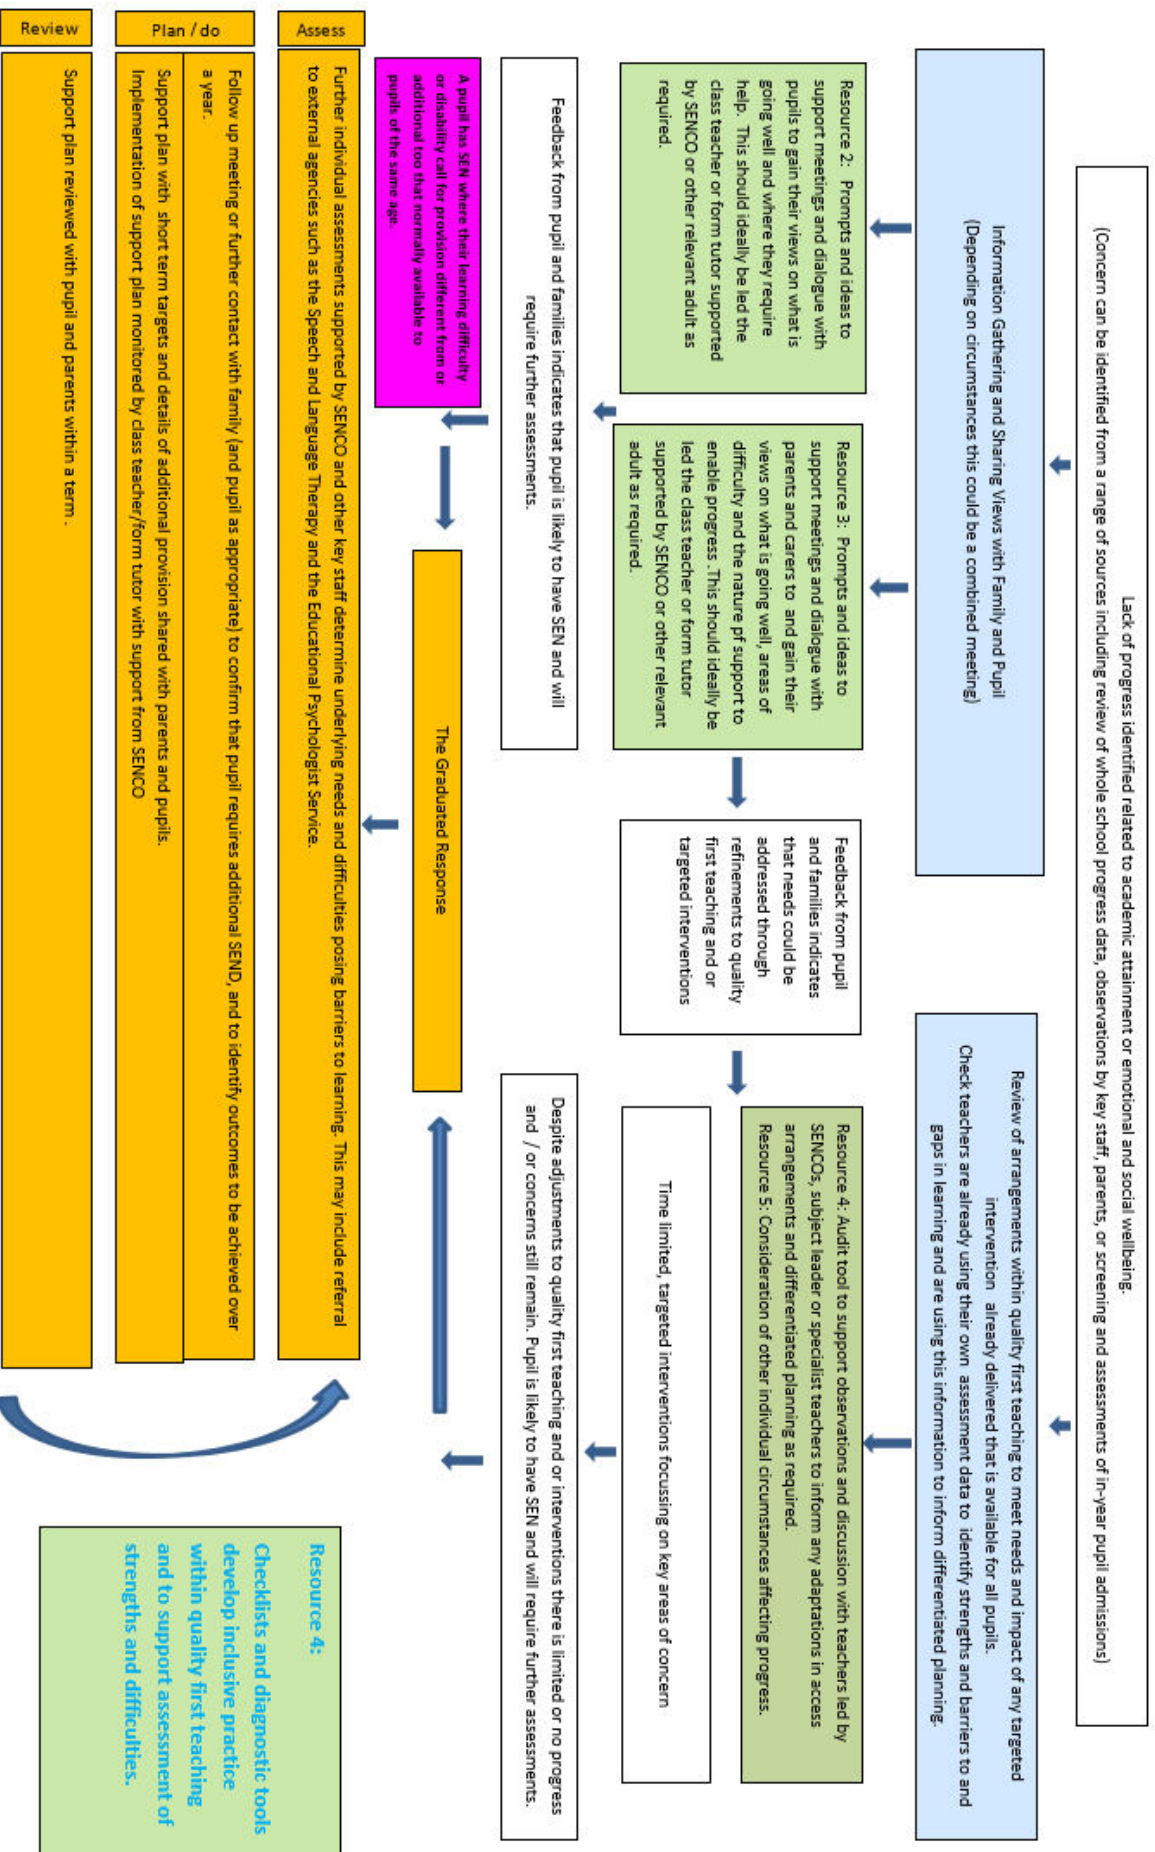 Lack of progress identified related to academic attainment or emotional and social wellbeing.
(Concern can be identified from a range of sources including review of whole school progress data, observations by key staff, parents, or screening and assessments of in-year pupil admissions)
Information Gathering and Sharing Views with Family and Pupil
(Depending on circumstances this could be a combined meeting)
Review of arrangements within quality first teaching to meet needs and impact of any targeted
intervention already delivered that is available for all pupils.
Check teachers are already using their own assessment data to identify strengths and barriers to and
gaps in learning and are using this information to inform differentiated planning.
Resource 2: Prompts and ideas to
support meetings and dialogue with
pupils to gain their views on what is
going well and where they require
help. This should ideally be led the
class teacher or form tutor supported
by SENCO or other relevant adult as
required.
Resource 3: Prompts and ideas to
support meetings and dialogue with
parents and carers to and gain their
views on what is going well, areas of
difficulty and the nature pf support to
enable progress .This should ideally be
led the class teacher or form tutor
supported by SENCO or other relevant
adult as required.
Feedback from pupil
and families indicates
that needs could be
addressed through
refinements to quality
first teaching and or
targeted interventions
Resource 4: Audit tool to support observations and discussion with teachers led by
SENCOs, subject leader or specialist teachers to inform any adaptations in access
arrangements and differentiated planning as required.
Resource 5: Consideration of other individual circumstances affecting progress.
Time limited, targeted interventions focussing on key areas of concern
Feedback from pupil and families indicates that pupil is likely to have SEN and will
require further assessments.
Despite adjustments to quality first teaching and or interventions there is limited or no progress
and / or concerns still remain. Pupil is likely to have SEN and will require further assessments.
A pupil has SEN where their learning difficulty
or disability call for provision different from or
additional too that normally available to
pupils of the same age.
The Graduated Response
Assess
Further individual assessments supported by SENCO and other key staff determine underlying needs and difficulties posing barriers to learning. This may include referral
to external agencies such as the Speech and Language Therapy and the Educational Psychologist Service.
Plan / do
Follow up meeting or further contact with family (and pupil as appropriate) to confirm that pupil requires additional SEND, and to identify outcomes to be achieved over
a year.
Support plan with short term targets and details of additional provision shared with parents and pupils.
Implementation of support plan monitored by class teacher/form tutor with support from SENCO
Review
Support plan reviewed with pupil and parents within a term .
Resource 4:
Checklists and diagnostic tools
develop inclusive practice
within quality first teaching
and to support assessment of
strengths and difficulties.